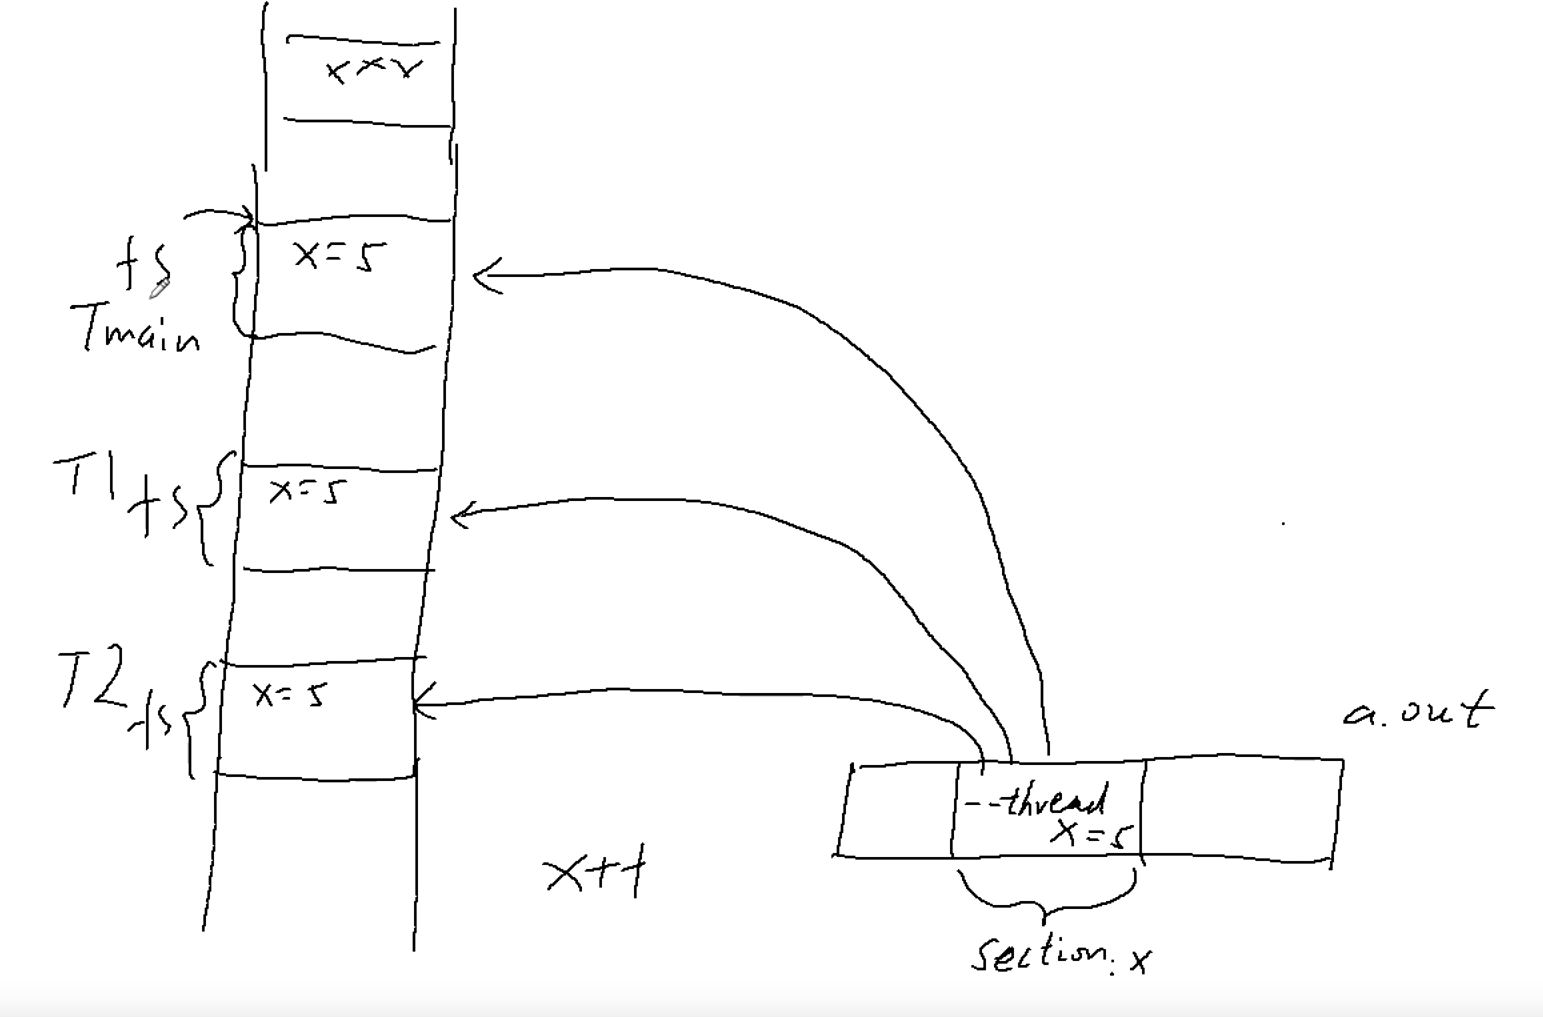 xxx
x=5
fs
Tmain
T1 fs
x=5
T2 fs
x=5
a.out
--thread
x=5
x++
section: x